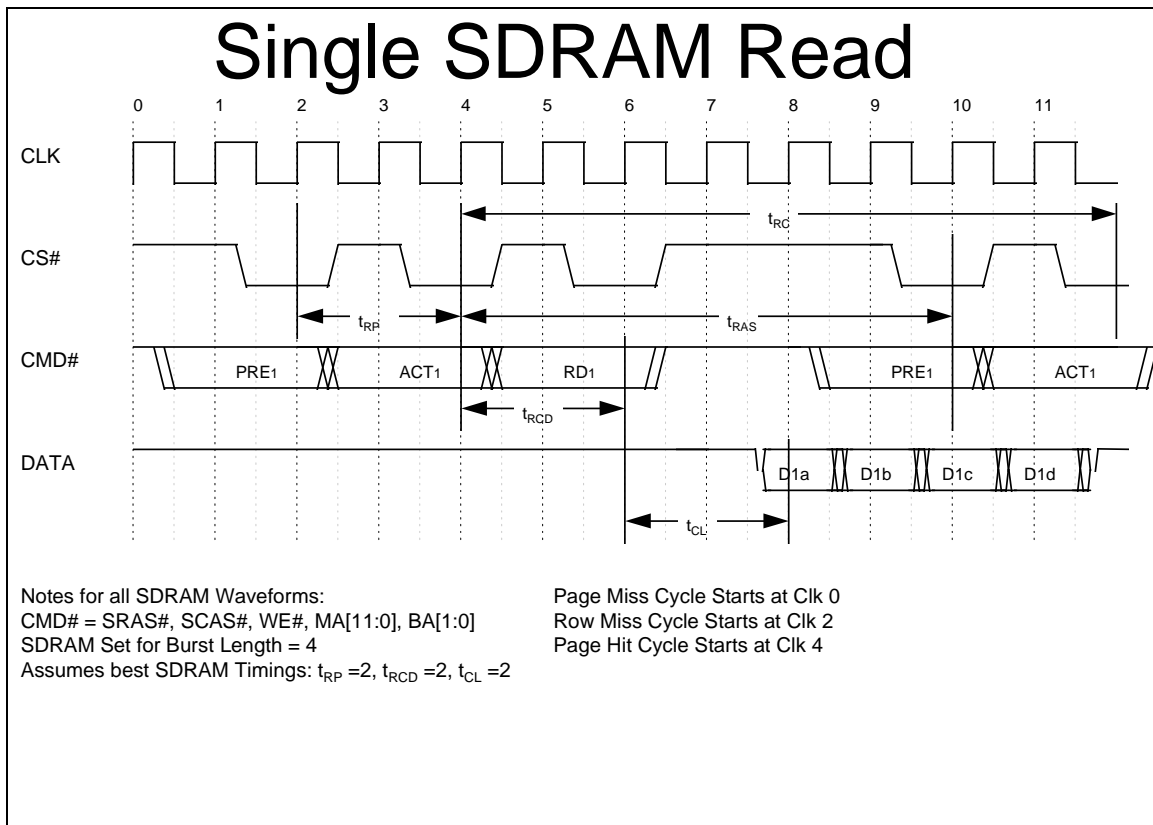 Single SDRAM Read
0 1 2 3 4 5 6 7 8 9 10 11
CLK
tRC
CS#
tRP tRAS
CMD# PRE1 ACT1 RD1 PRE1 ACT1
tRCD
DATA D1a D1b D1c D1d
tCL
Notes for all SDRAM Waveforms:
CMD# = SRAS#, SCAS#, WE#, MA[11:0], BA[1:0]
SDRAM Set for Burst Length = 4
Assumes best SDRAM Timings: tRP =2, tRCD =2, tCL =2
Page Miss Cycle Starts at Clk 0
Row Miss Cycle Starts at Clk 2
Page Hit Cycle Starts at Clk 4